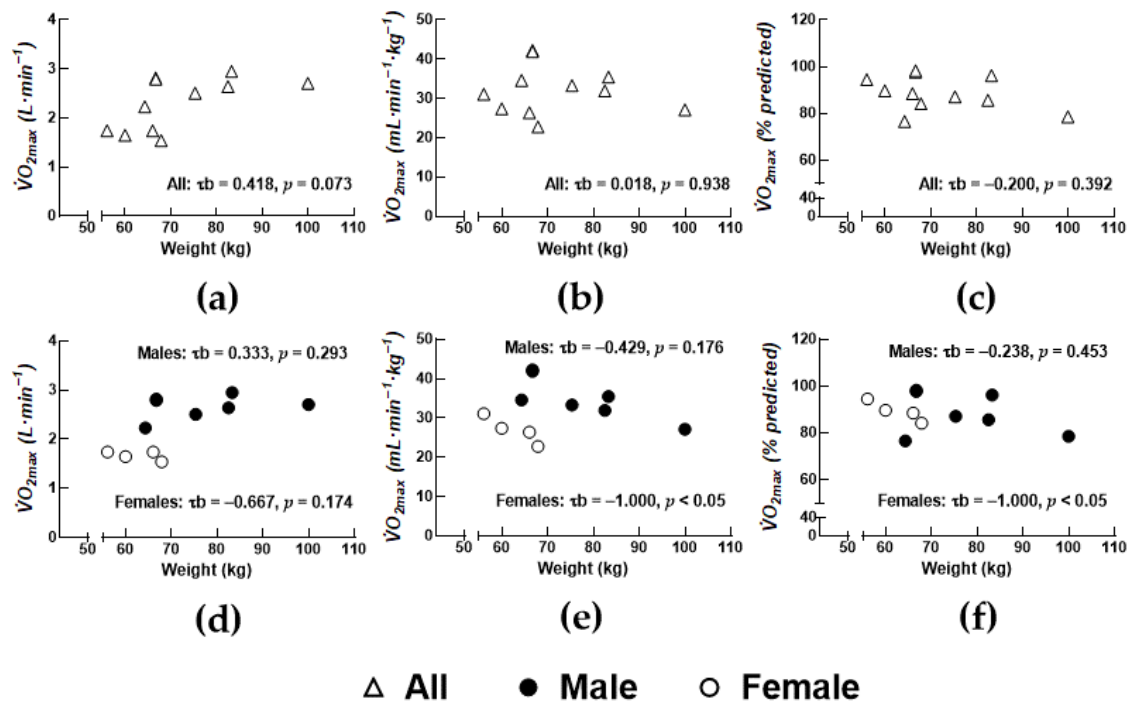 V̇O2max (L·min−1)
4
3
2
1
0
All: τb = 0.418, p = 0.073
50 60 70 80 90 100 110
Weight (kg)
(a)
V̇O2max (mL·min−1·kg−1)
50
40
30
20
10
0
All: τb = 0.018, p = 0.938
50 60 70 80 90 100 110
Weight (kg)
(b)
V̇O2max (% predicted)
120
100
80
60
40
0
All: τb = −0.200, p = 0.392
50 60 70 80 90 100 110
Weight (kg)
(c)
V̇O2max (L·min−1)
4
3
2
1
0
Males: τb = 0.333, p = 0.293
Females: τb = −0.667, p = 0.174
50 60 70 80 90 100 110
Weight (kg)
(d)
V̇O2max (mL·min−1·kg−1)
50
40
30
20
10
0
Males: τb = −0.429, p = 0.176
Females: τb = −1.000, p < 0.05
50 60 70 80 90 100 110
Weight (kg)
(e)
V̇O2max (% predicted)
120
100
80
60
40
0
Males: τb = −0.238, p = 0.453
Females: τb = −1.000, p < 0.05
50 60 70 80 90 100 110
Weight (kg)
(f)
All Male Female